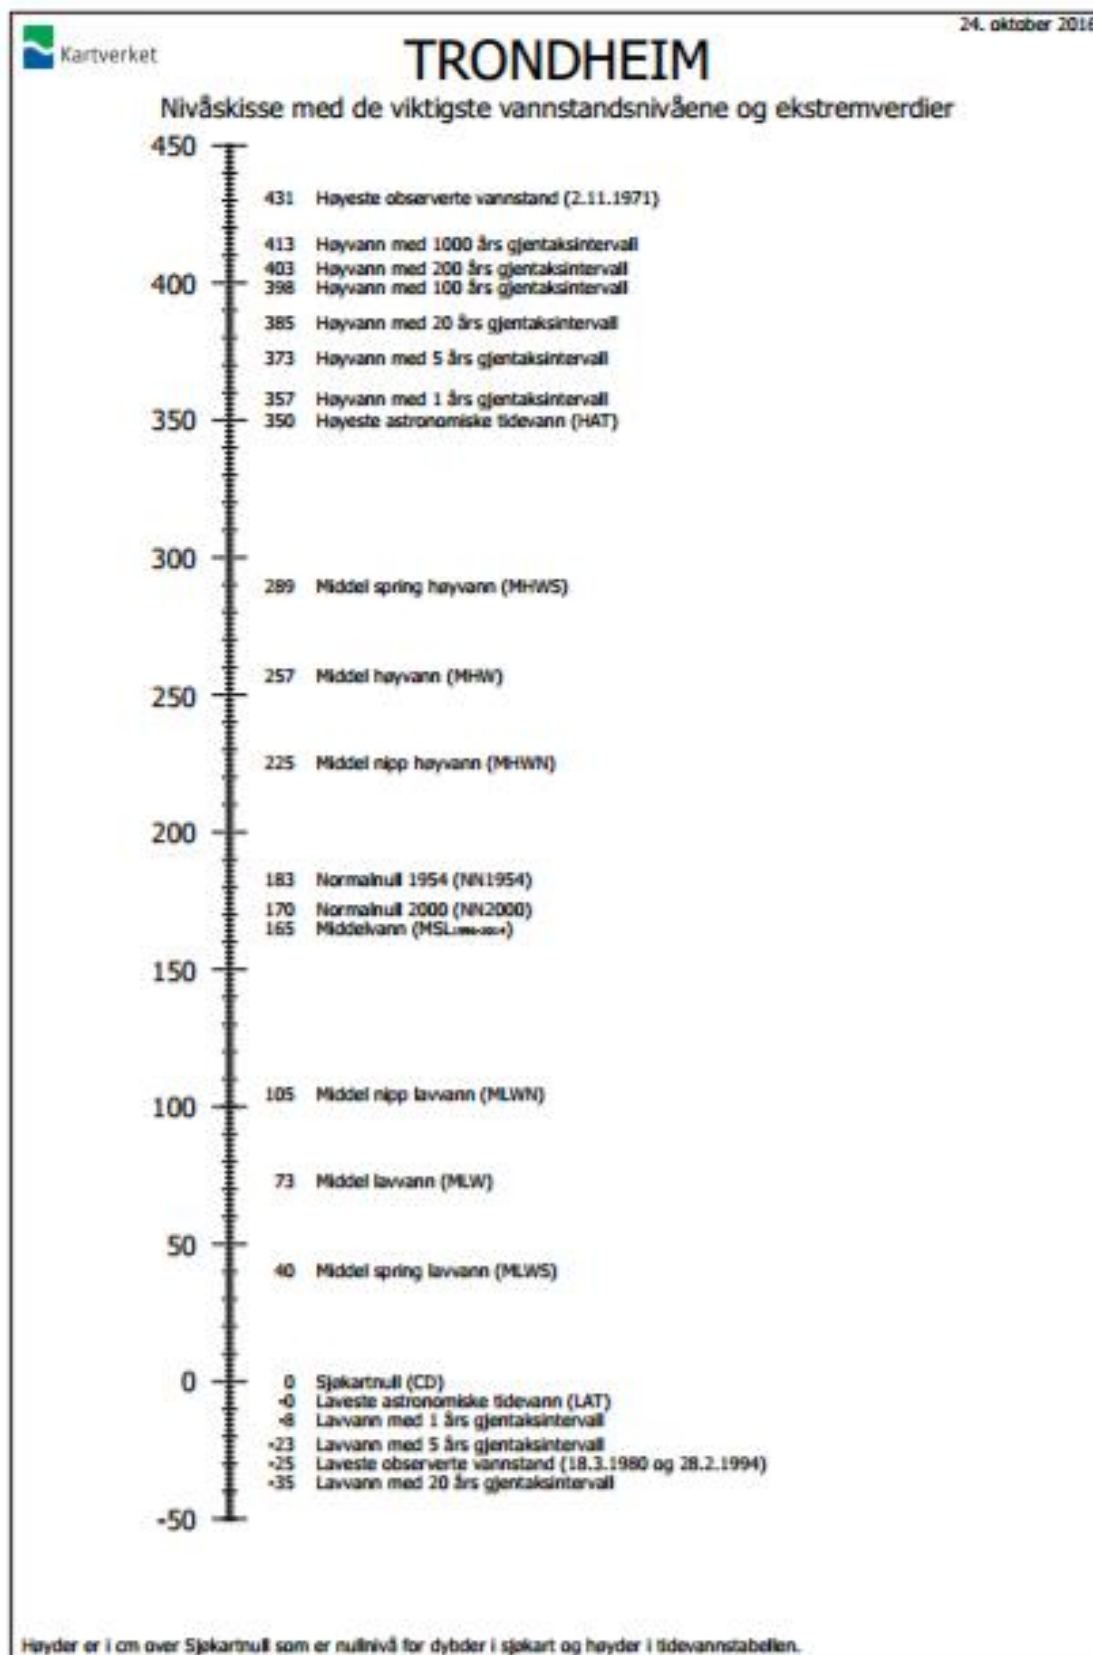 24. oktober 2016
Kartverket
TRONDHEIM
Nivåskisse med de viktigste vannstandsnivåene og ekstremverdier
450
431 Høyeste observerte vannstand (2.11.1971)
413 Høyvann med 1000 års gjentaksintervall
403 Høyvann med 200 års gjentaksintervall
400
398 Høyvann med 100 års gjentaksintervall
385 Høyvann med 20 års gjentaksintervall
373 Høyvann med 5 års gjentaksintervall
357 Høyvann med 1 års gjentaksintervall
350
350 Høyeste astronomiske tidevann (HAT)
300
289 Middel spring høyvann (MHWS)
257 Middel høyvann (MHW)
250
225 Middel nipp høyvann (MHWN)
200
183 Normalnull 1954 (NN1954)
170 Normalnull 2000 (NN2000)
165 Middelvann (MSL)
150
105 Middel nipp lavvann (MLWN)
100
73 Middel lavvann (MLW)
50
40 Middel spring lavvann (MLWS)
0
0 Sjøkartnull (CD)
-0 Laveste astronomiske tidevann (LAT)
-8 Lavvann med 1 års gjentaksintervall
-23 Lavvann med 5 års gjentaksintervall
-25 Laveste observerte vannstand (18.3.1980 og 28.2.1994)
-35 Lavvann med 20 års gjentaksintervall
-50
Høyder er i cm over Sjøkartnull som er nullnivå for dybder i sjøkart og høyder i tidevannstabellen.